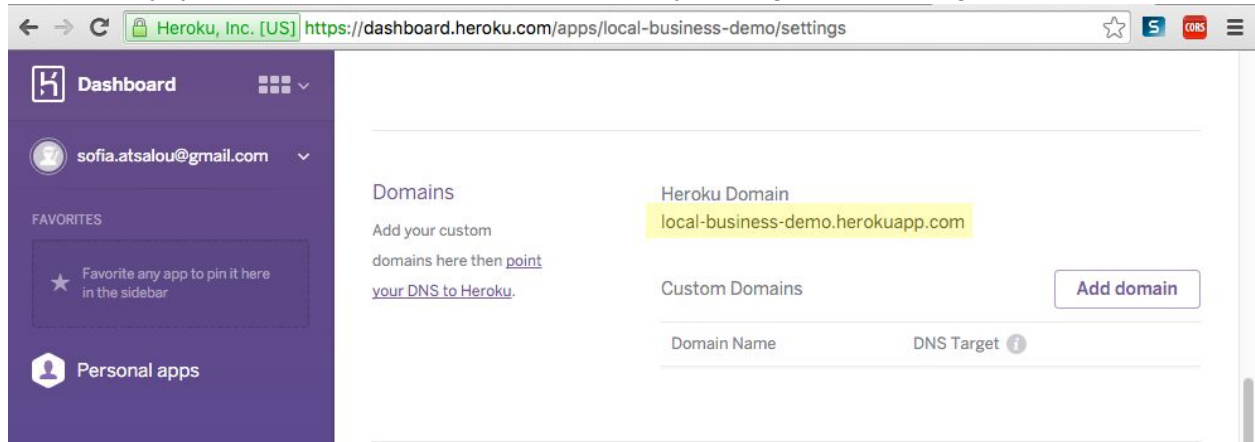 Heroku, Inc. [US] https://dashboard.heroku.com/apps/local-business-demo/settings
CORS
Dashboard
sofia.atsalou@gmail.com
FAVORITES
Favorite any app to pin it here
in the sidebar
Personal apps
Domains
Add your custom
domains here then point
your DNS to Heroku.
Heroku Domain
local-business-demo.herokuapp.com
Custom Domains
Add domain
Domain Name DNS Target